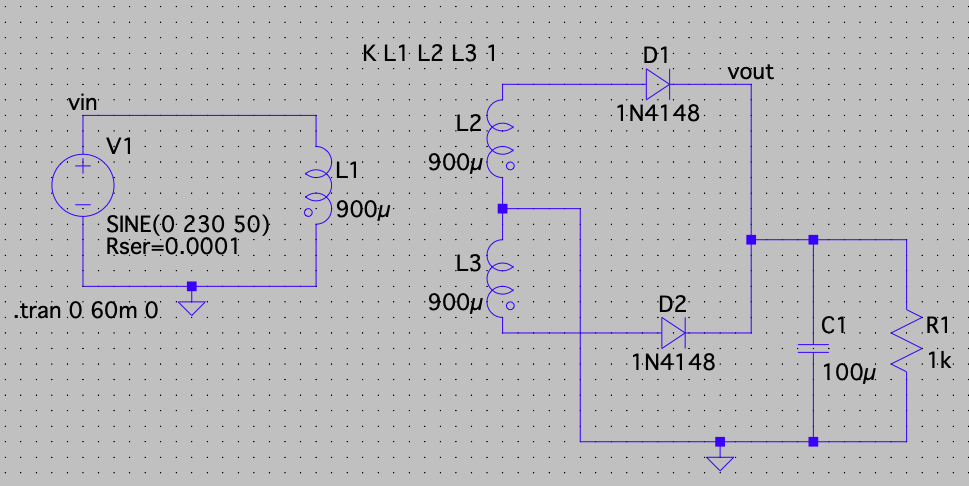 K L1 L2 L3 1
D1
vout
1N4148
vin
V1
L2
900µ
L1
900µ
SINE(0 230 50)
Rser=0.0001
L3
900µ
.tran 0 60m 0
D2
1N4148
C1
100µ
R1
1k